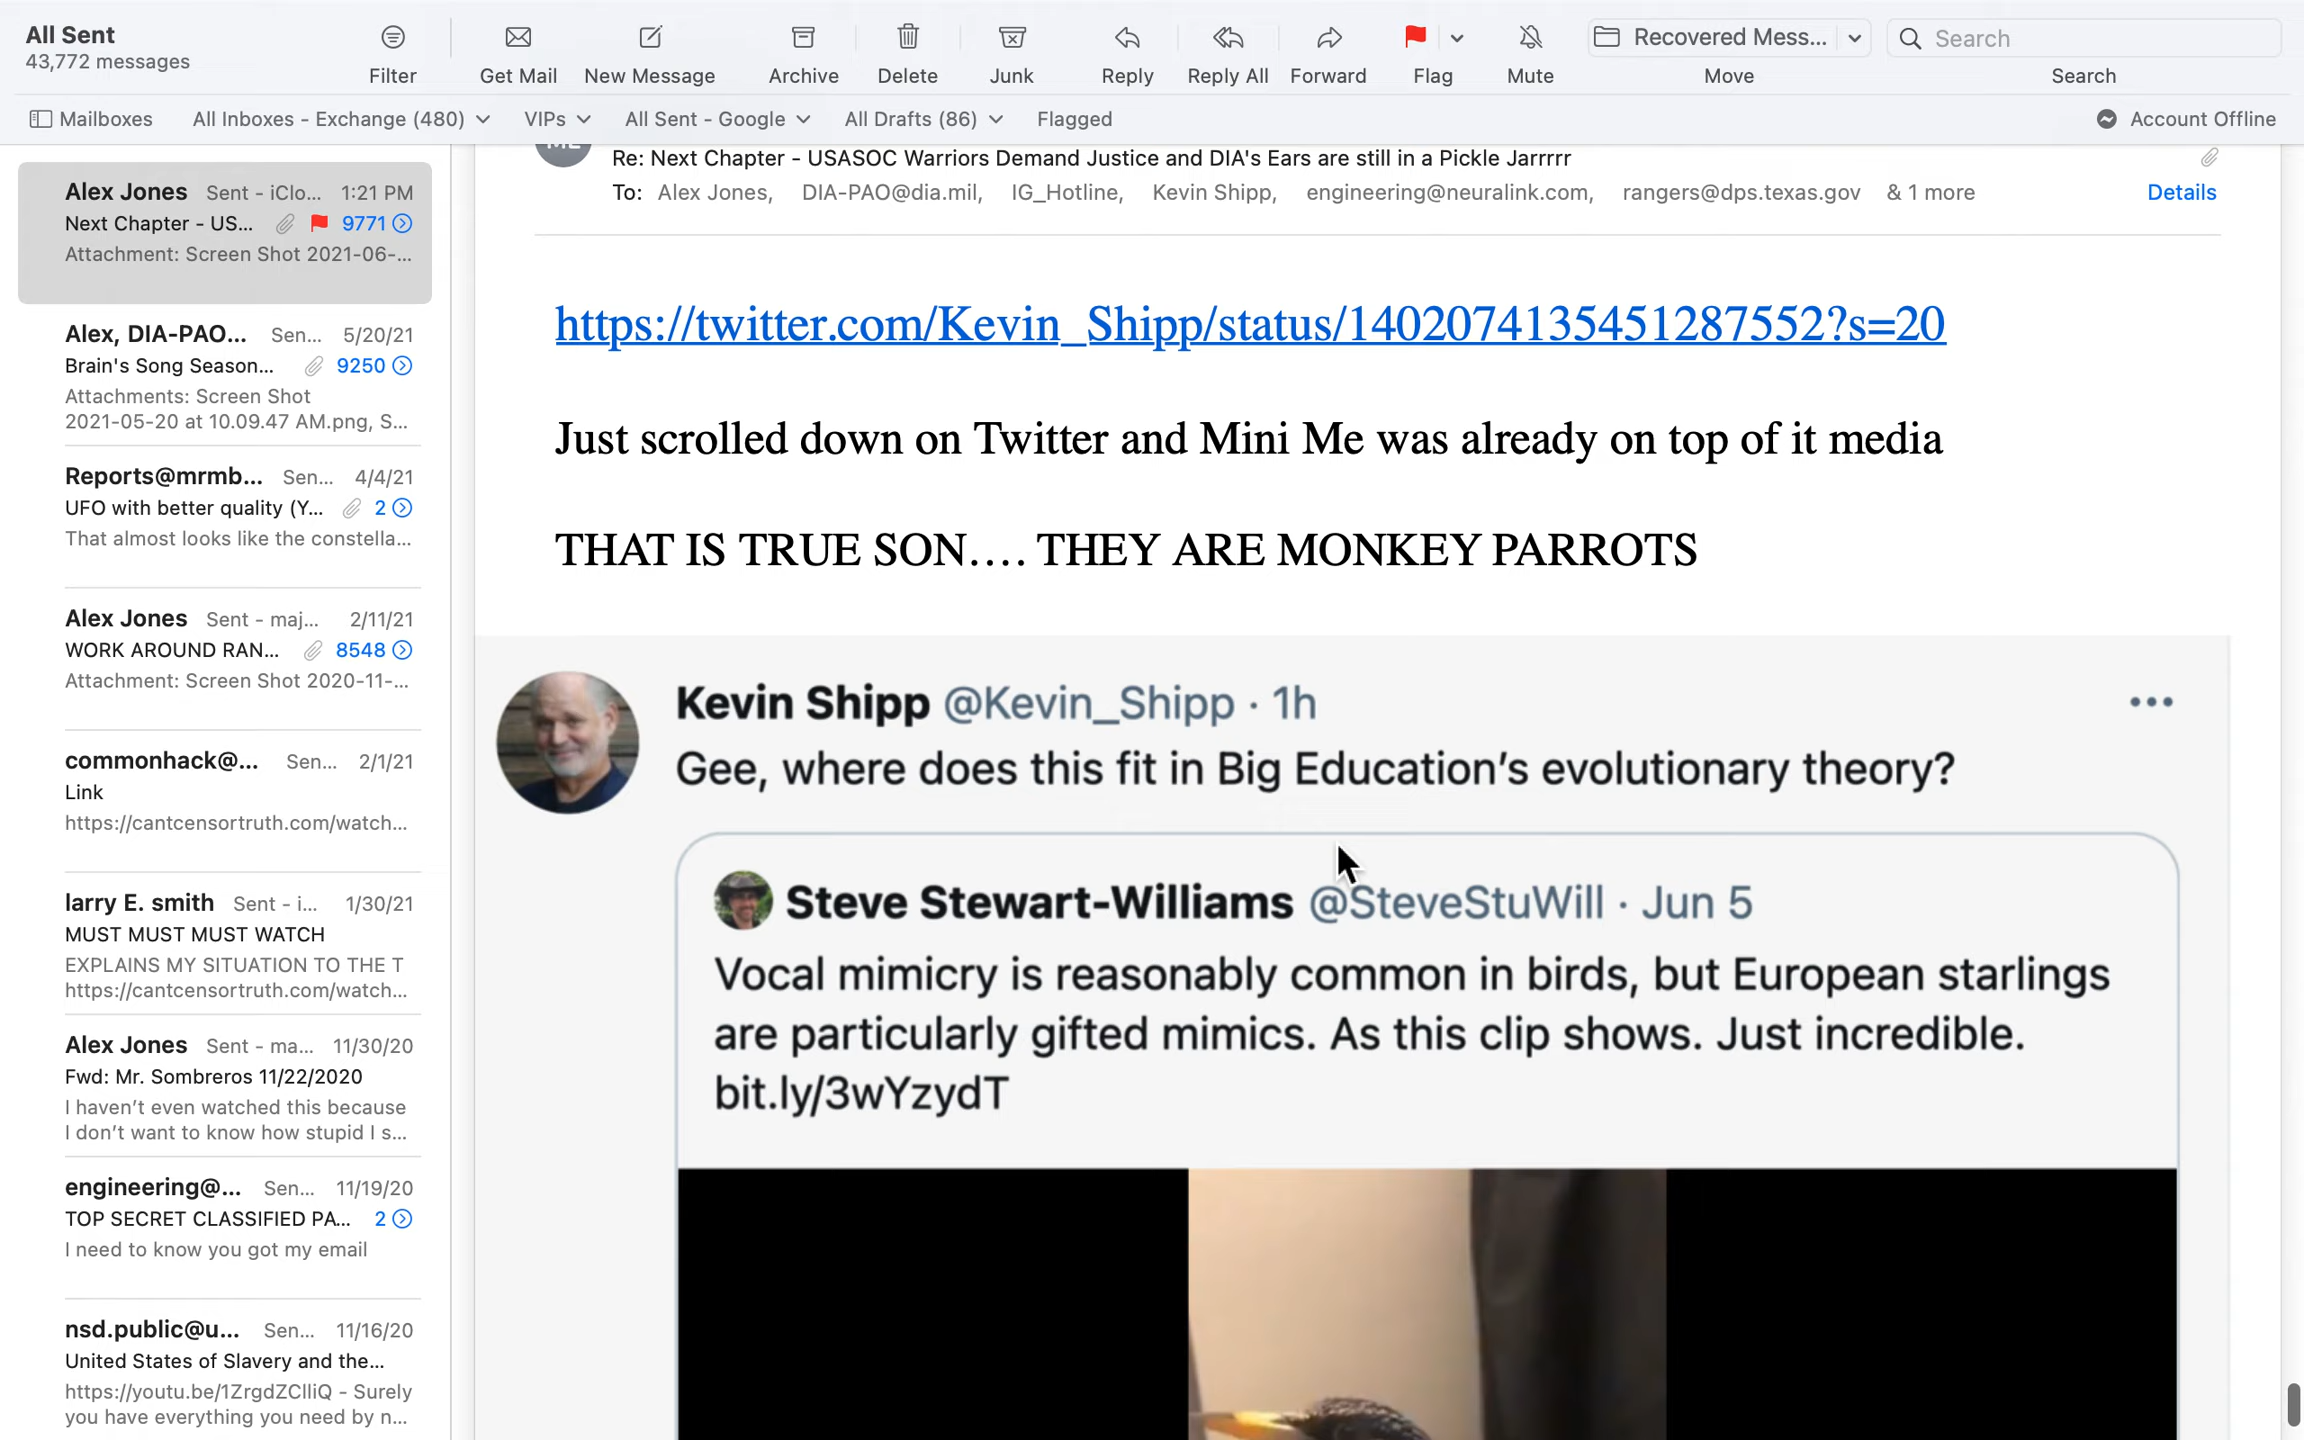 All Sent
43,772 messages
Filter
Get Mail
New Message
Archive
Delete
Junk
Reply
Reply All
Forward
Flag
Mute
Recovered Mess...
Move
Search
Search
Mailboxes
All Inboxes - Exchange (480)
VIPs
All Sent - Google
All Drafts (86)
Flagged
Account Offline
Alex Jones Sent - iClo... 1:21 PM
Next Chapter - US... 9771
Attachment: Screen Shot 2021-06-...
Alex, DIA-PAO... Sen... 5/20/21
Brain's Song Season... 9250
Attachments: Screen Shot
2021-05-20 at 10.09.47 AM.png, S...
Reports@mrmb... Sen... 4/4/21
UFO with better quality (Y... 2
That almost looks like the constella...
Alex Jones Sent - maj... 2/11/21
WORK AROUND RAN... 8548
Attachment: Screen Shot 2020-11-...
commonhack@... Sen... 2/1/21
Link
https://cantcensortruth.com/watch...
larry E. smith Sent - i... 1/30/21
MUST MUST MUST WATCH
EXPLAINS MY SITUATION TO THE T
https://cantcensortruth.com/watch...
Alex Jones Sent - ma... 11/30/20
Fwd: Mr. Sombreros 11/22/2020
I haven't even watched this because
I don't want to know how stupid I s...
engineering@... Sen... 11/19/20
TOP SECRET CLASSIFIED PA... 2
I need to know you got my email
nsd.public@u... Sen... 11/16/20
United States of Slavery and the...
https://youtu.be/1ZrgdZClliQ - Surely
you have everything you need by n...
Re: Next Chapter - USASOC Warriors Demand Justice and DIA's Ears are still in a Pickle Jarrrrr
To: Alex Jones, DIA-PAO@dia.mil, IG_Hotline, Kevin Shipp, engineering@neuralink.com, rangers@dps.texas.gov & 1 more
Details
https://twitter.com/Kevin_Shipp/status/1402074135451287552?s=20
Just scrolled down on Twitter and Mini Me was already on top of it media
THAT IS TRUE SON.... THEY ARE MONKEY PARROTS
Kevin Shipp @Kevin_Shipp · 1h
Gee, where does this fit in Big Education's evolutionary theory?
Steve Stewart-Williams @SteveStuWill · Jun 5
Vocal mimicry is reasonably common in birds, but European starlings
are particularly gifted mimics. As this clip shows. Just incredible.
bit.ly/3wYzydT